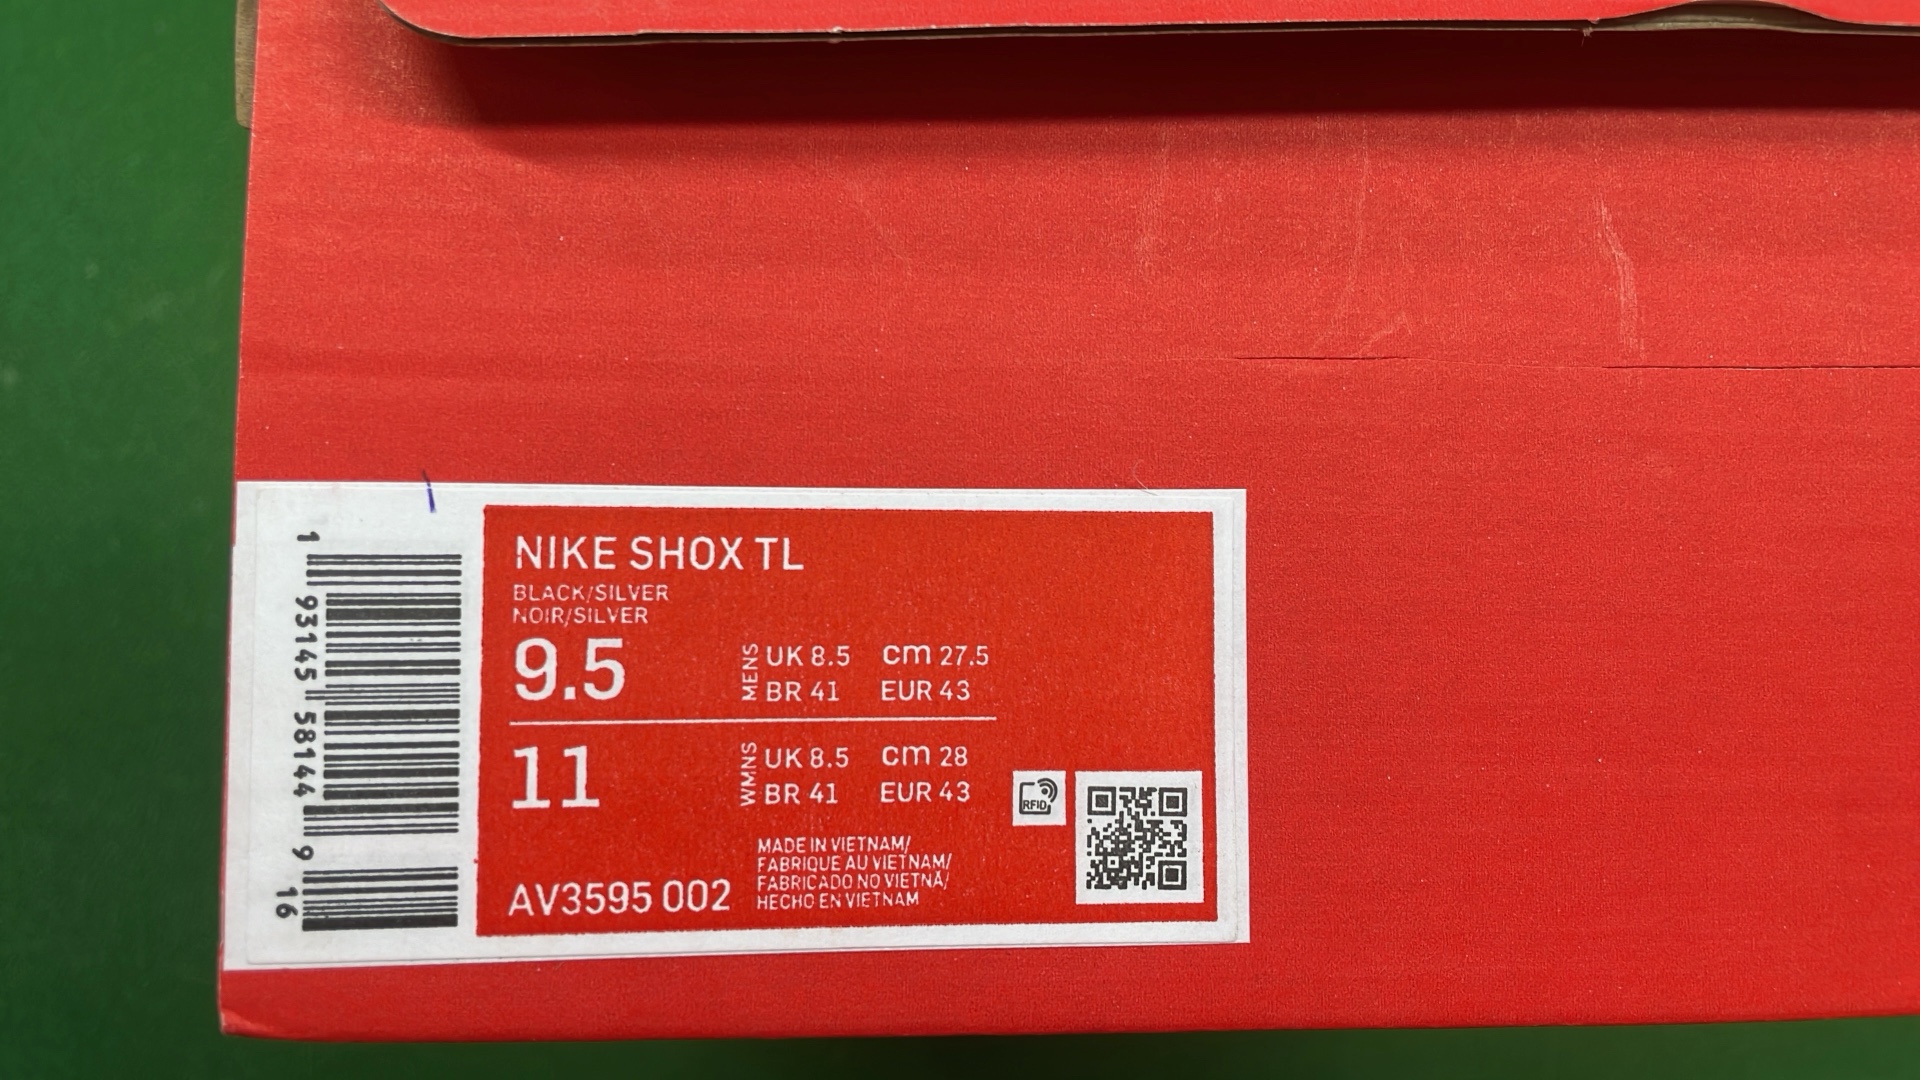 1 93145 58144 9 16
NIKE SHOX TL
BLACK/SILVER
NOIR/SILVER
9.5
MENS
UK 8.5 cm 27.5
BR 41 EUR 43
11
WMNS
UK 8.5 cm 28
BR 41 EUR 43
RFID
AV3595 002
MADE IN VIETNAM/
FABRIQUE AU VIETNAM/
FABRICADO NO VIETNÃ/
HECHO EN VIETNAM